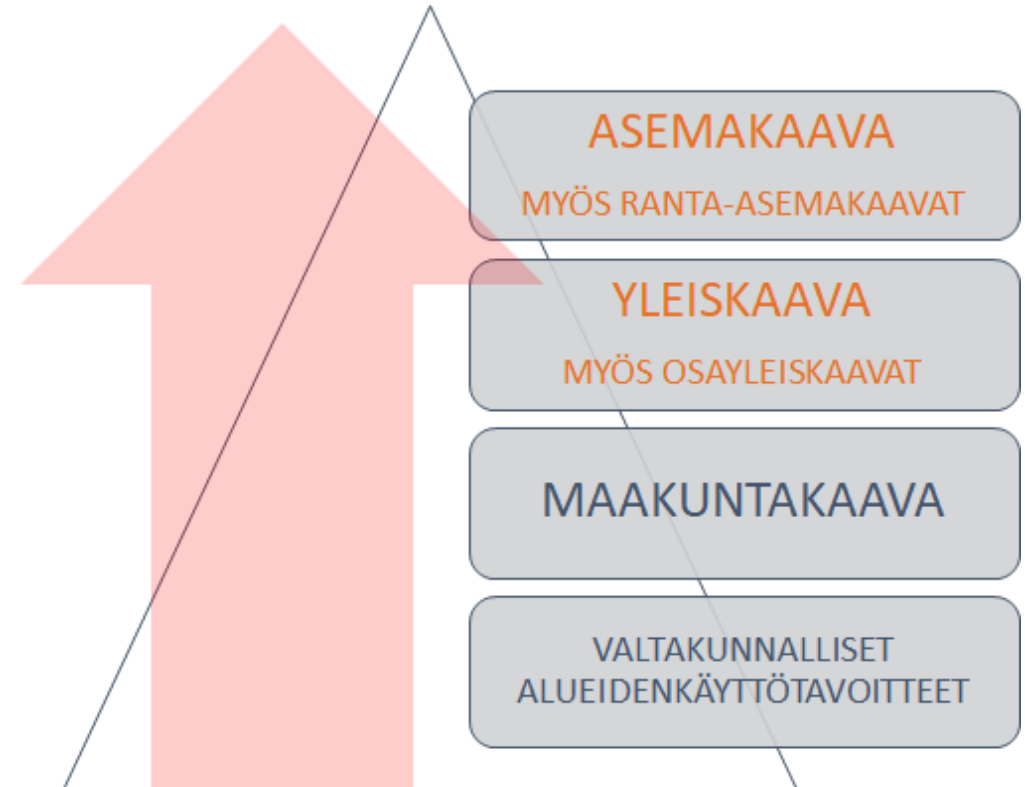 ASEMAKAAVA
MYÖS RANTA-ASEMAKAAVAT
YLEISKAAVA
MYÖS OSAYLEISKAAVAT
MAAKUNTAKAAVA
VALTAKUNNALLISET
ALUEIDENKÄYTTÖTAVOITTEET